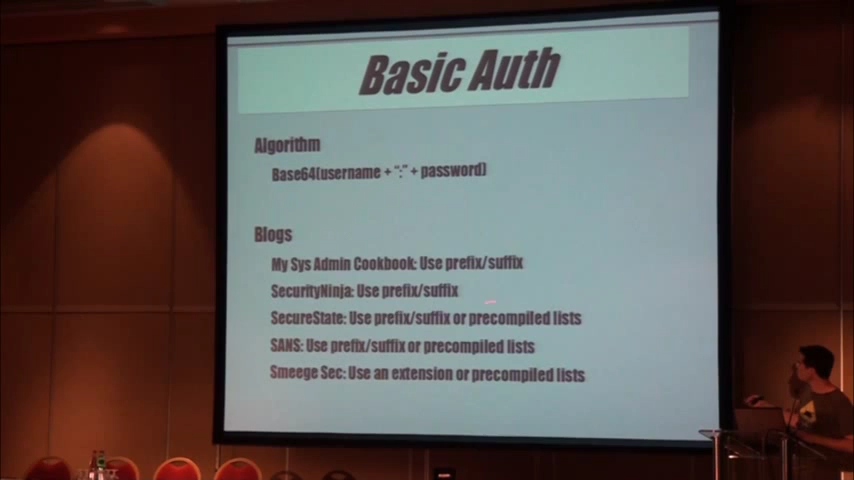 Basic Auth
Algorithm
Base64(username + ":" + password)
Blogs
My Sys Admin Cookbook: Use prefix/suffix
SecurityNinja: Use prefix/suffix
SecureState: Use prefix/suffix or precompiled lists
SANS: Use prefix/suffix or precompiled lists
Smeege Sec: Use an extension or precompiled lists